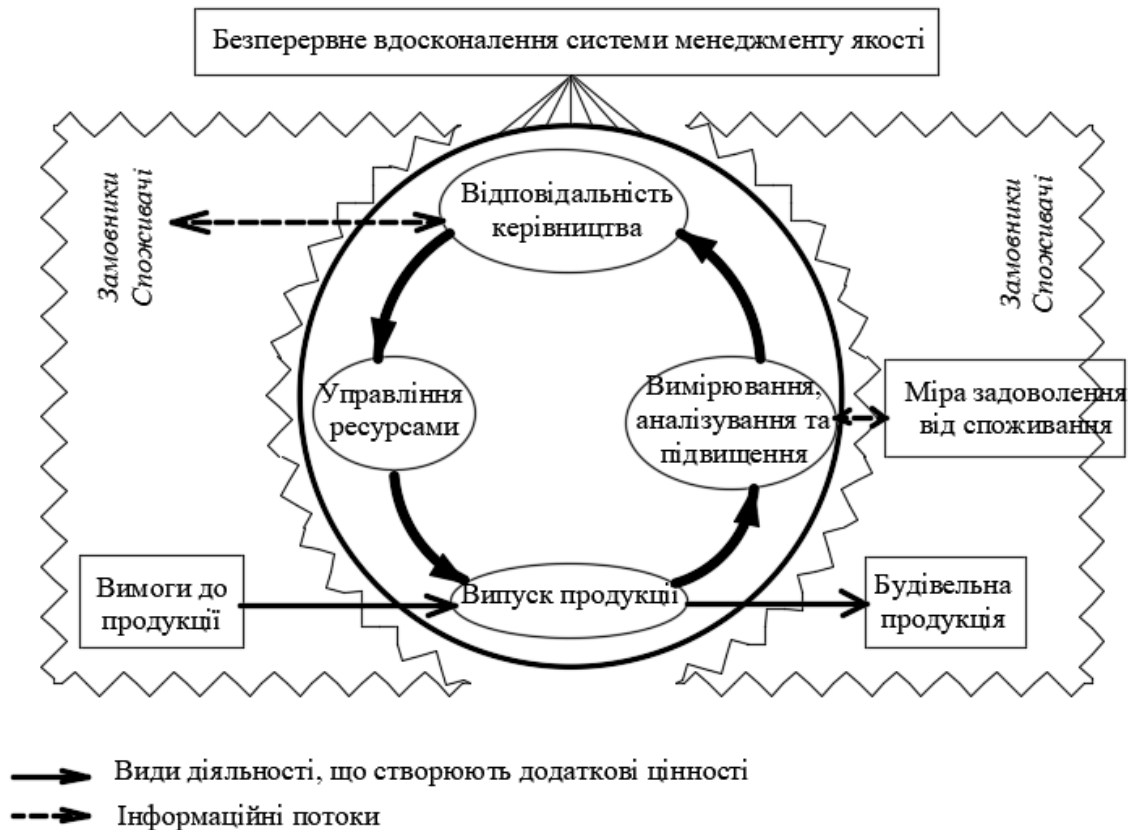 Безперервне вдосконалення системи менеджменту якості
Замовники
Споживачі
Відповідальність
керівництва
Замовники
Споживачі
Управління
ресурсами
Вимірювання,
аналізування та
підвищення
Міра задоволення
від споживання
Вимоги до
продукції
Випуск продукції
Будівельна
продукція
Види діяльності, що створюють додаткові цінності
Інформаційні потоки